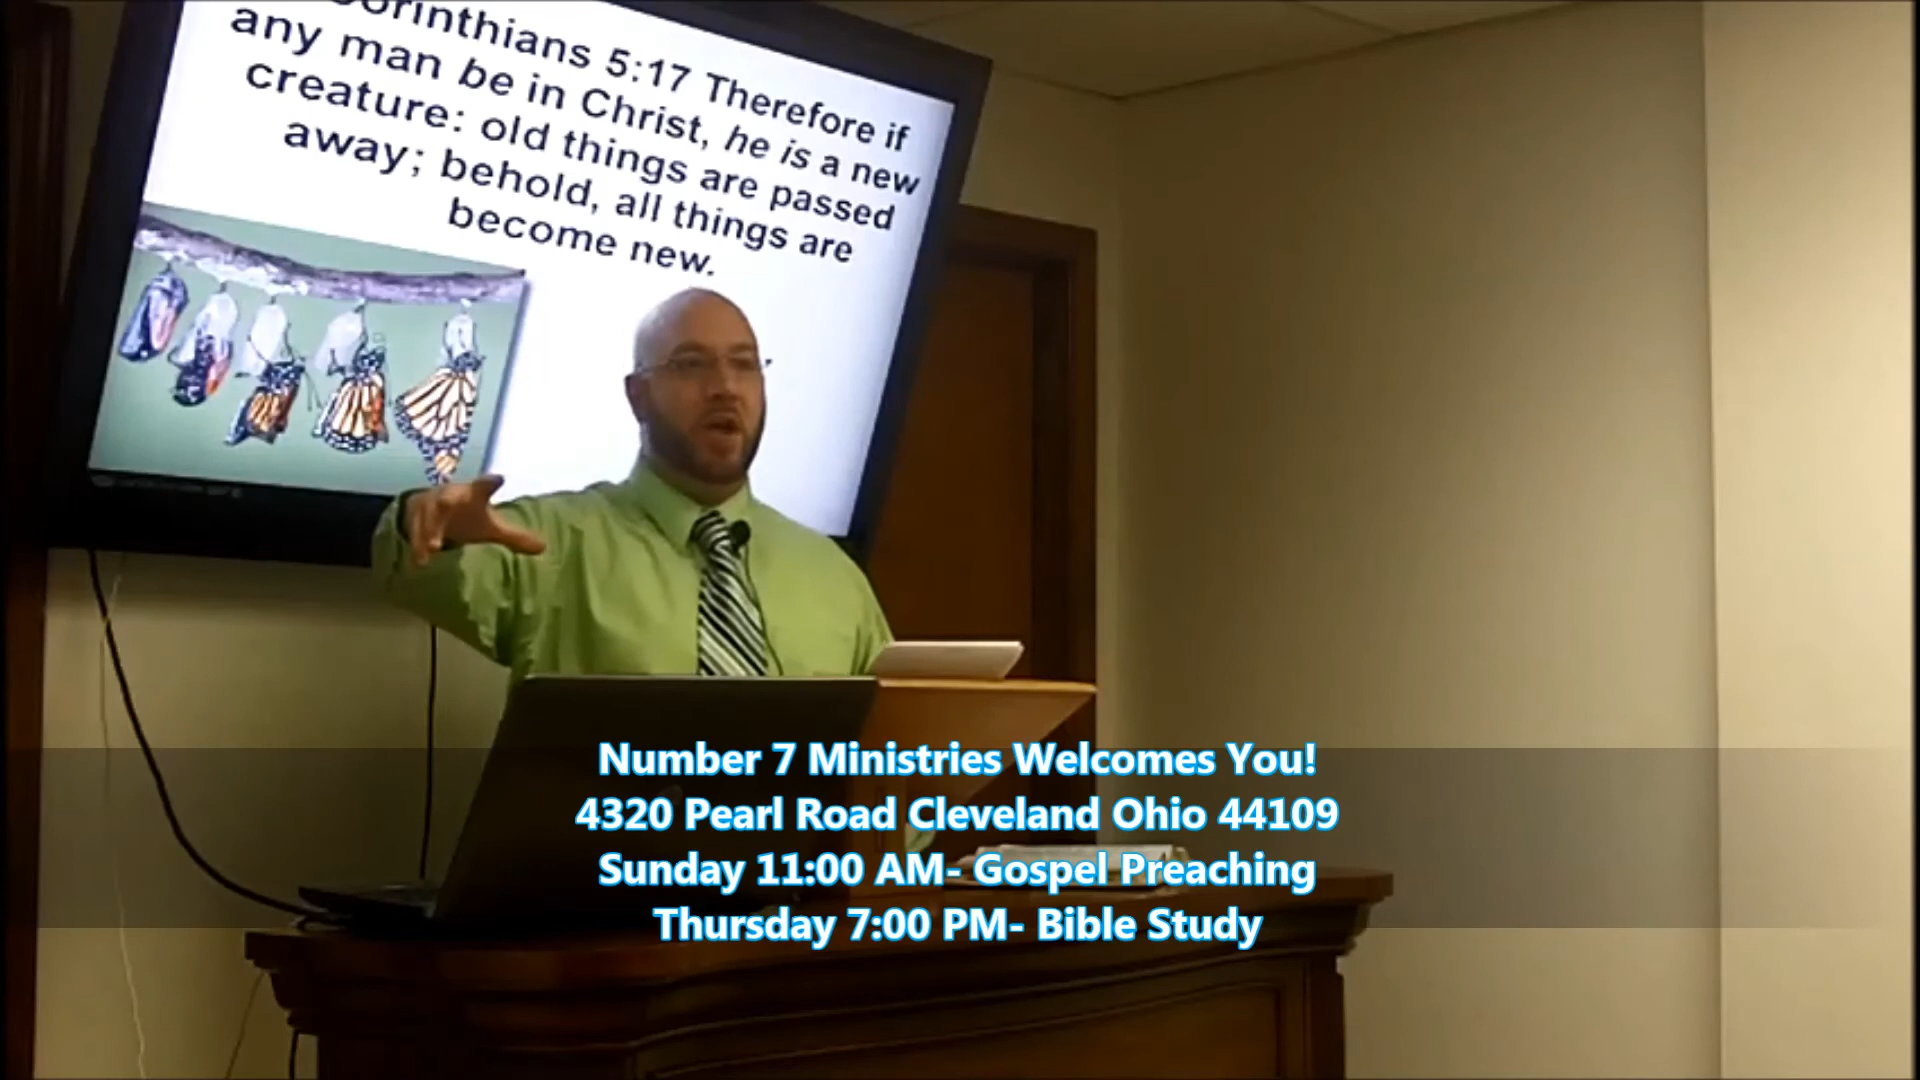 Corinthians 5:17 Therefore if
any man be in Christ, he is a new
creature: old things are passed
away; behold, all things are
become new.
Number 7 Ministries Welcomes You!
4320 Pearl Road Cleveland Ohio 44109
Sunday 11:00 AM- Gospel Preaching
Thursday 7:00 PM- Bible Study